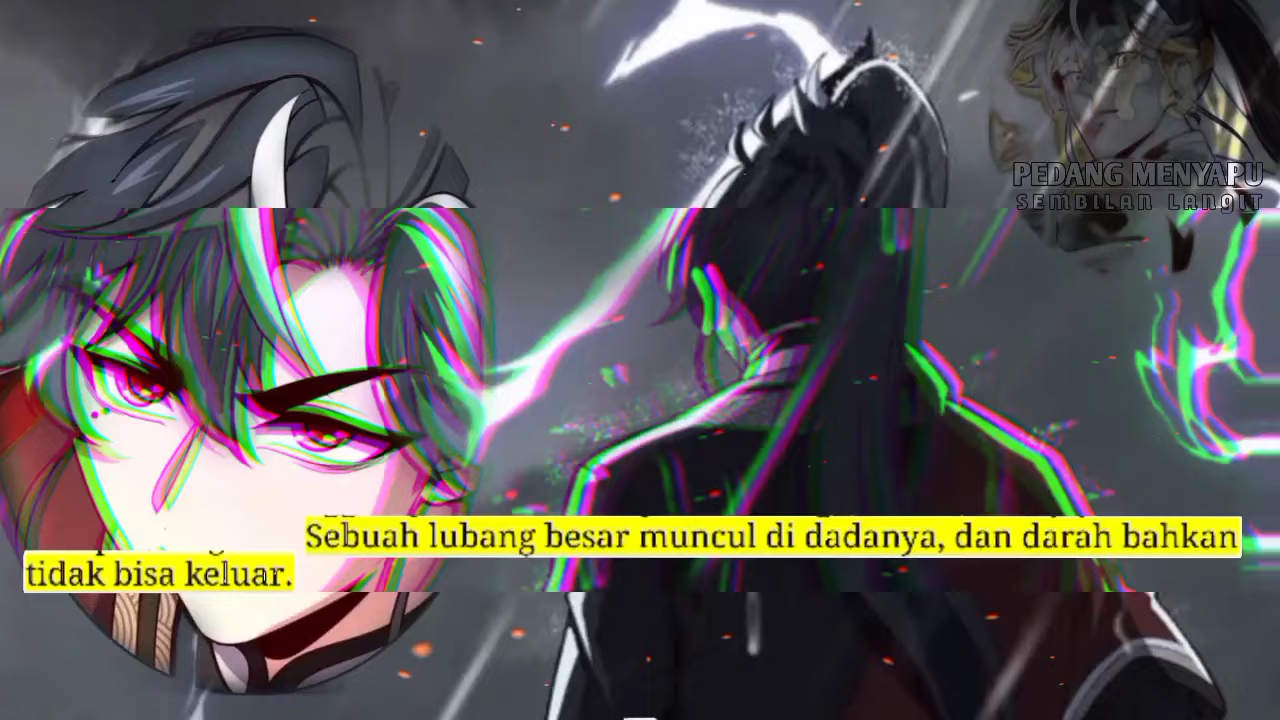 PEDANG MENYAPU
SEMBILAN LANGIT
Sebuah lubang besar muncul di dadanya, dan darah bahkan
tidak bisa keluar.